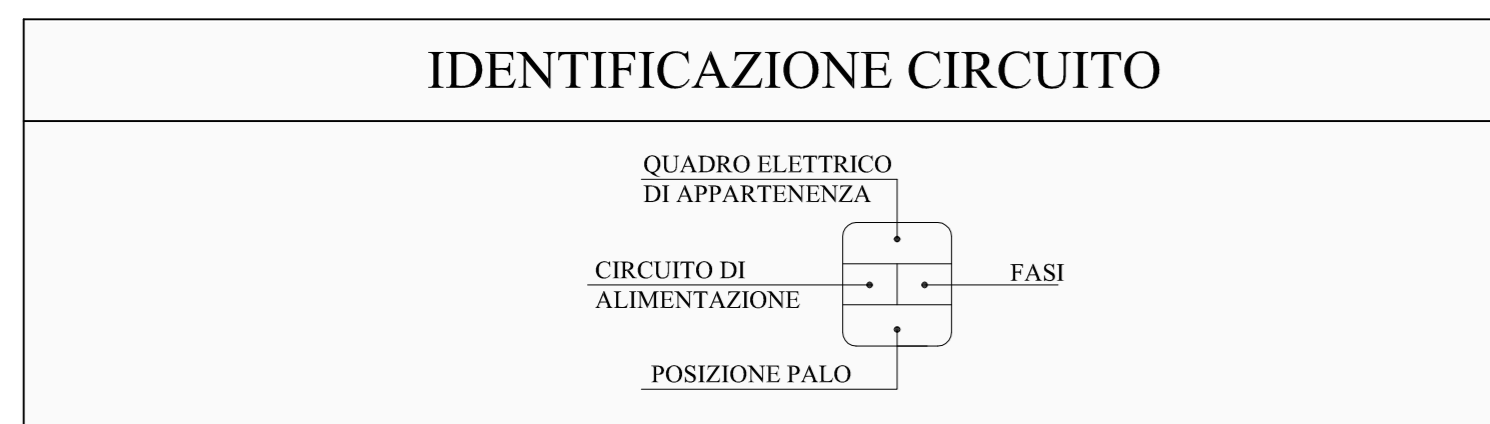 IDENTIFICAZIONE CIRCUITO
QUADRO ELETTRICO
DI APPARTENENZA
CIRCUITO DI
ALIMENTAZIONE
FASI
POSIZIONE PALO